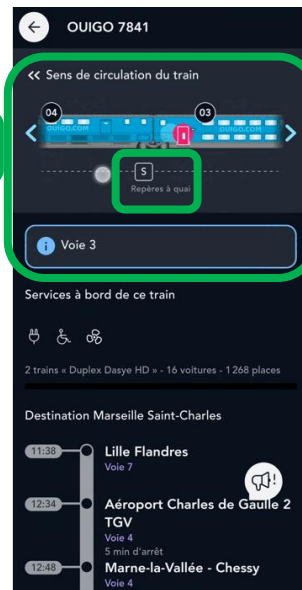 OUIGO 7841
<< Sens de circulation du train
04
03
OUIGO.COM
OUIGO.COM
S
Repères à quai
i Voie 3
Services à bord de ce train
2 trains « Duplex Dasye HD » - 16 voitures - 1 268 places
Destination Marseille Saint-Charles
11:38 Lille Flandres
Voie 7
12:34 Aéroport Charles de Gaulle 2
TGV
Voie 4
5 min d'arrêt
12:48 Marne-la-Vallée - Chessy
Voie 4